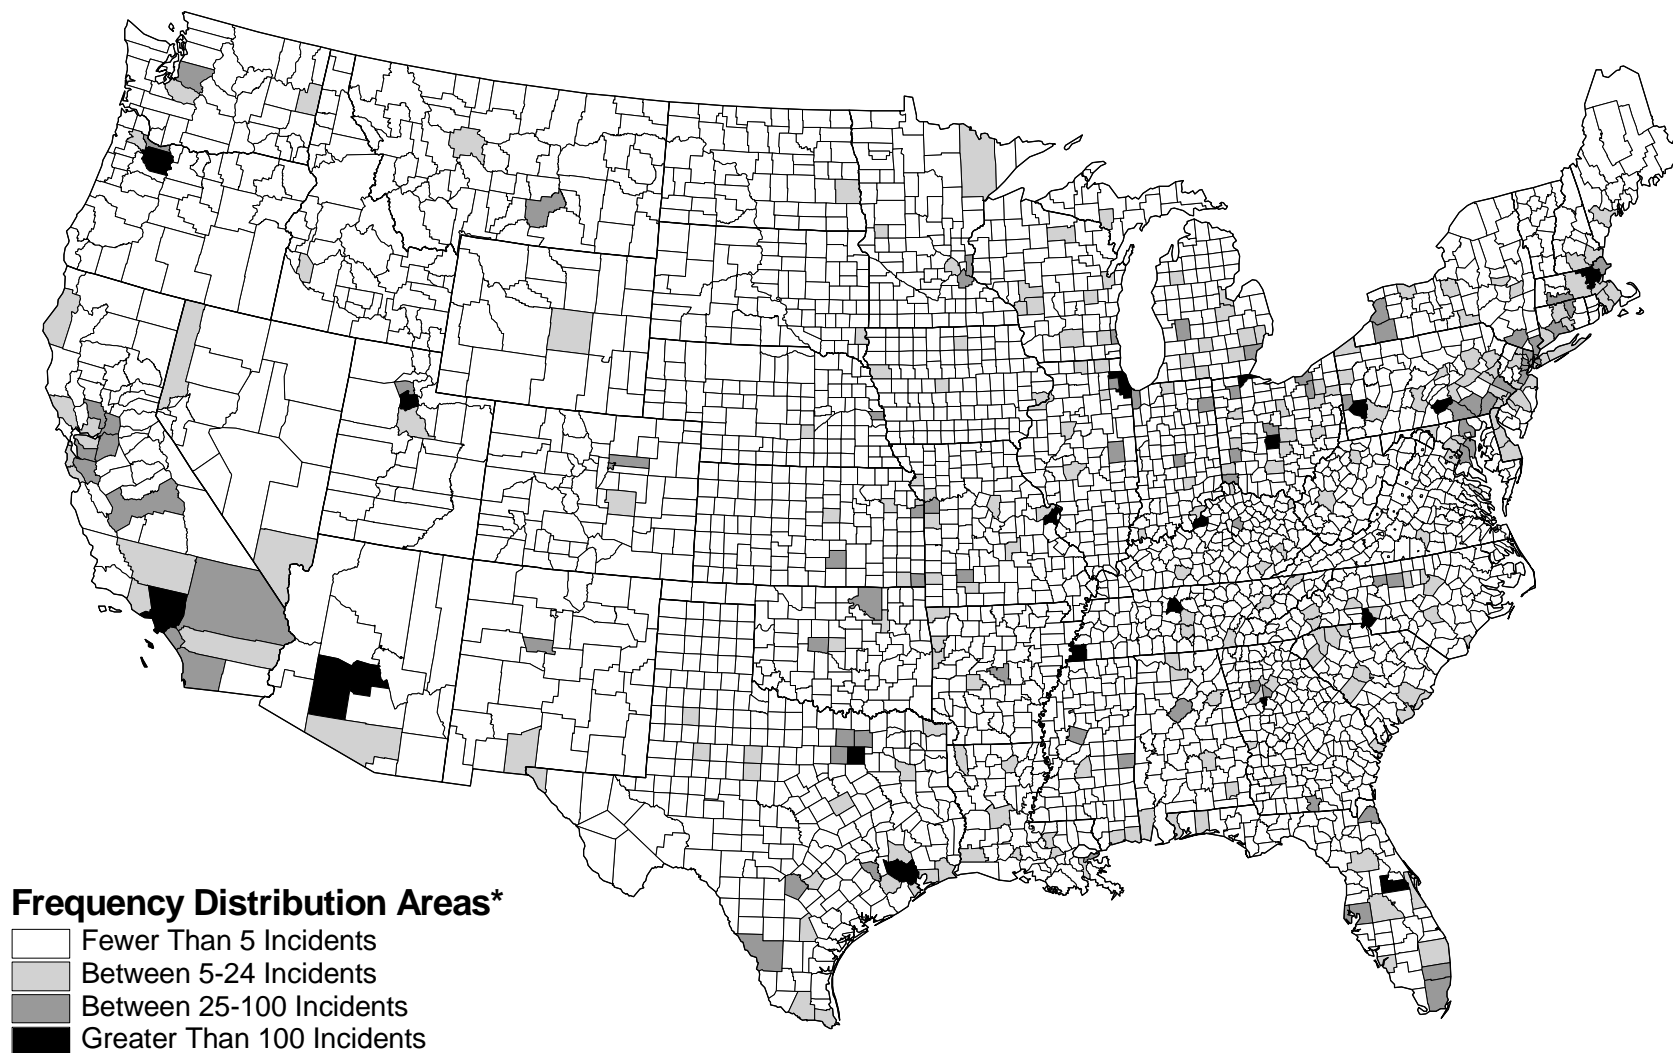 Frequency Distribution Areas*
Fewer Than 5 Incidents
Between 5-24 Incidents
Between 25-100 Incidents
Greater Than 100 Incidents